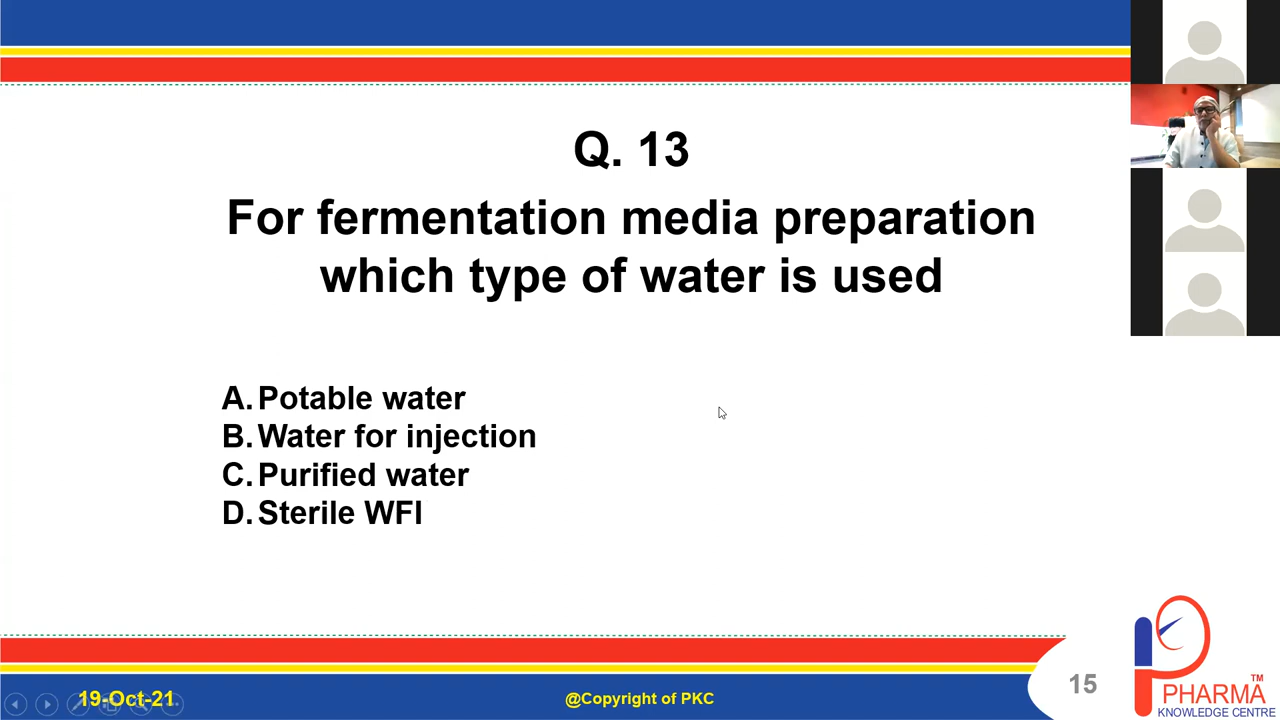 Q. 13
For fermentation media preparation
which type of water is used
A. Potable water
B. Water for injection
C. Purified water
D. Sterile WFI
19-Oct-21
@Copyright of PKC
15
PHARMA TM
KNOWLEDGE CENTRE